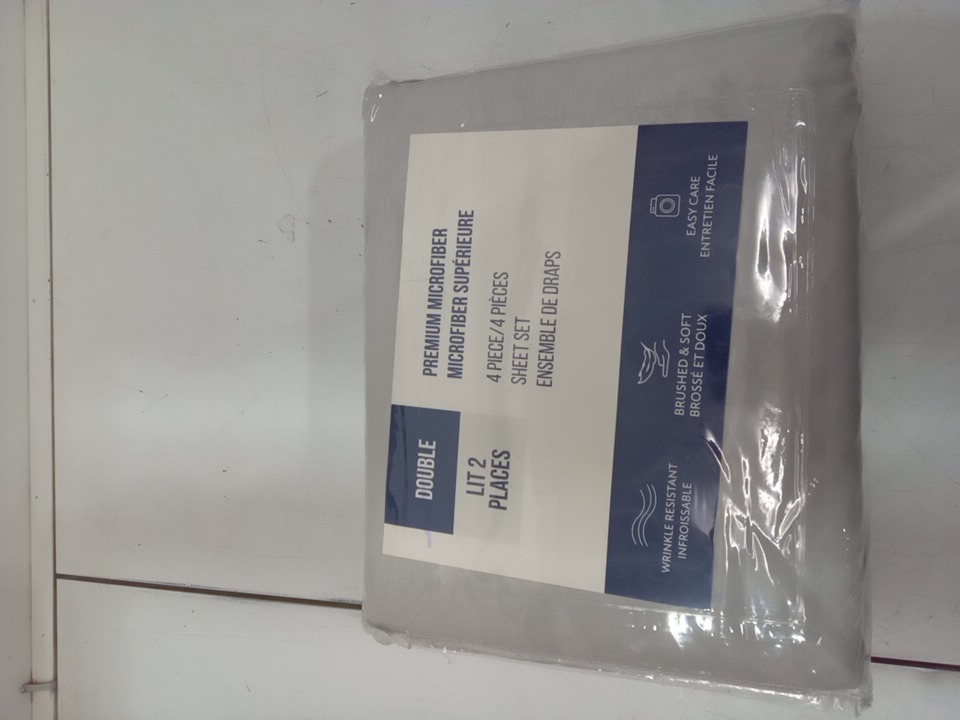 DOUBLE
LIT 2
PLACES
PREMIUM MICROFIBER
MICROFIBER SUPÉRIEURE
4 PIECE/4 PIÈCES
SHEET SET
ENSEMBLE DE DRAPS
WRINKLE RESISTANT
INFROISSABLE
BRUSHED & SOFT
BROSSÉ ET DOUX
EASY CARE
ENTRETIEN FACILE